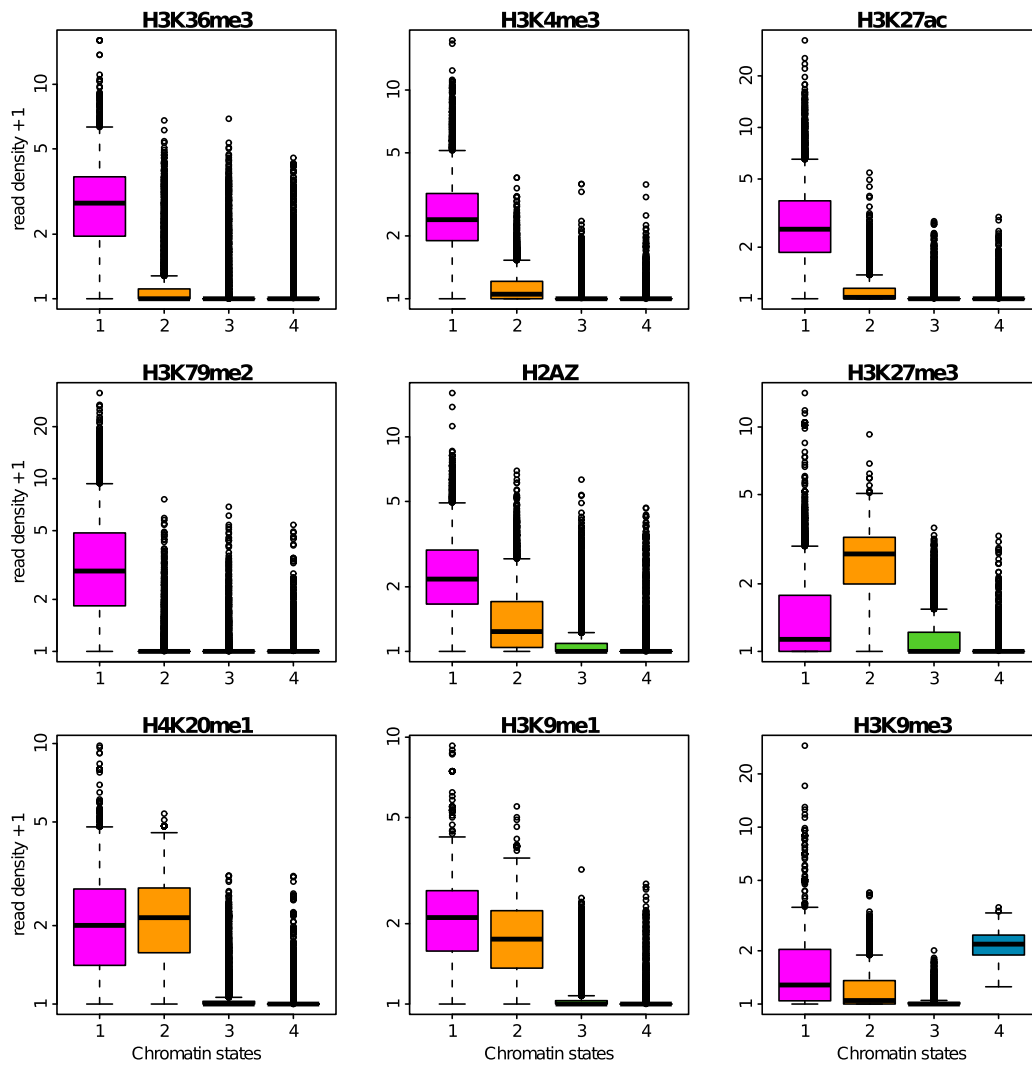 H3K36me3 H3K4me3 H3K27ac
read density +1
10
5
2
1
10
5
2
1
20
10
5
2
1
1 2 3 4
1 2 3 4
1 2 3 4
H3K79me2 H2AZ H3K27me3
read density +1
20
10
5
2
1
10
5
2
1
10
5
2
1
1 2 3 4
1 2 3 4
1 2 3 4
H4K20me1 H3K9me1 H3K9me3
read density +1
10
5
2
1
10
5
2
1
20
10
5
2
1
1 2 3 4
1 2 3 4
1 2 3 4
Chromatin states
Chromatin states
Chromatin states